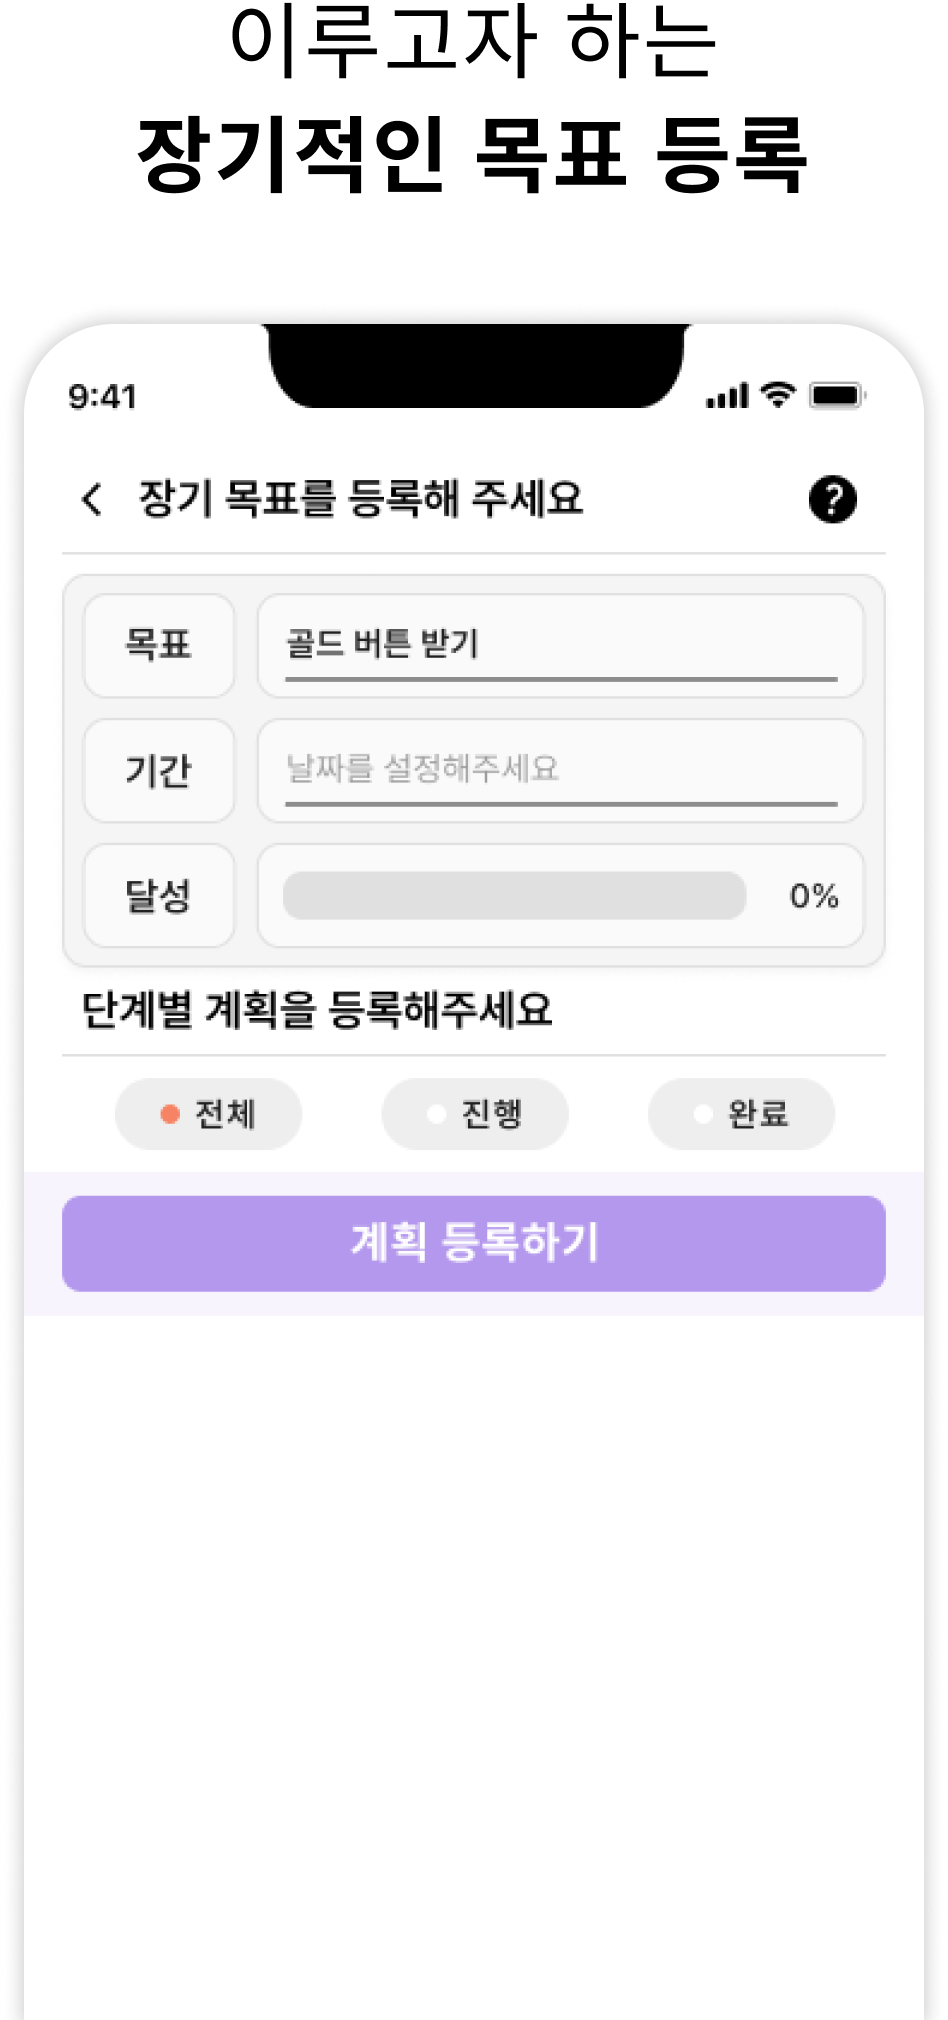 이루고자 하는
장기적인 목표 등록
9:41
장기 목표를 등록해 주세요
목표
골드 버튼 받기
기간
날짜를 설정해주세요
달성
0%
단계별 계획을 등록해주세요
전체 진행 완료
계획 등록하기